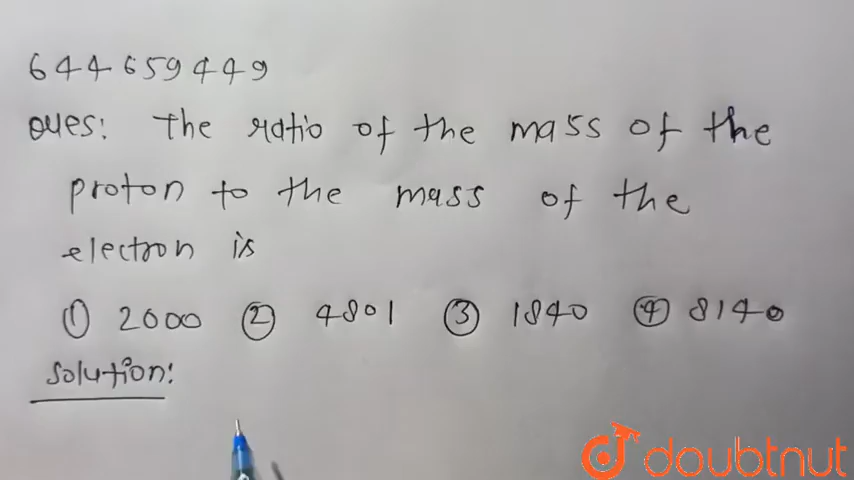 644659449
Ques: The ratio of the mass of the
proton to the mass of the
electron is
① 2000 ② 4801 ③ 1840 ④ 8140
Solution:
doubtnut